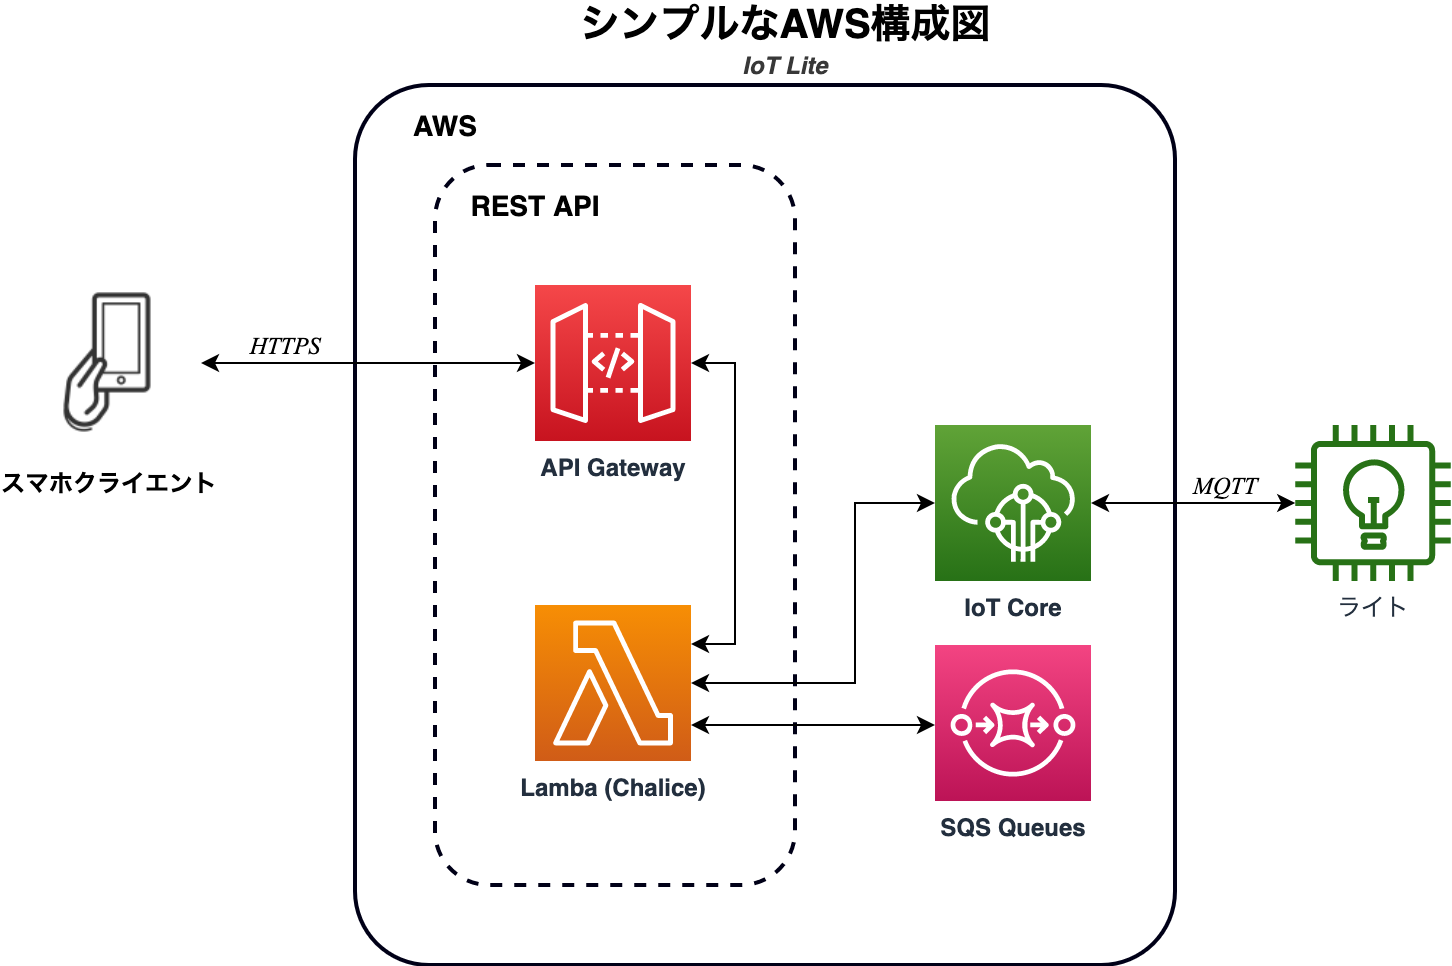 シンプルなAWS構成図
IoT Lite
AWS
REST API
HTTPS
</>
API Gateway
スマホクライエント
MQTT
IoT Core
ライト
Lamba (Chalice)
SQS Queues